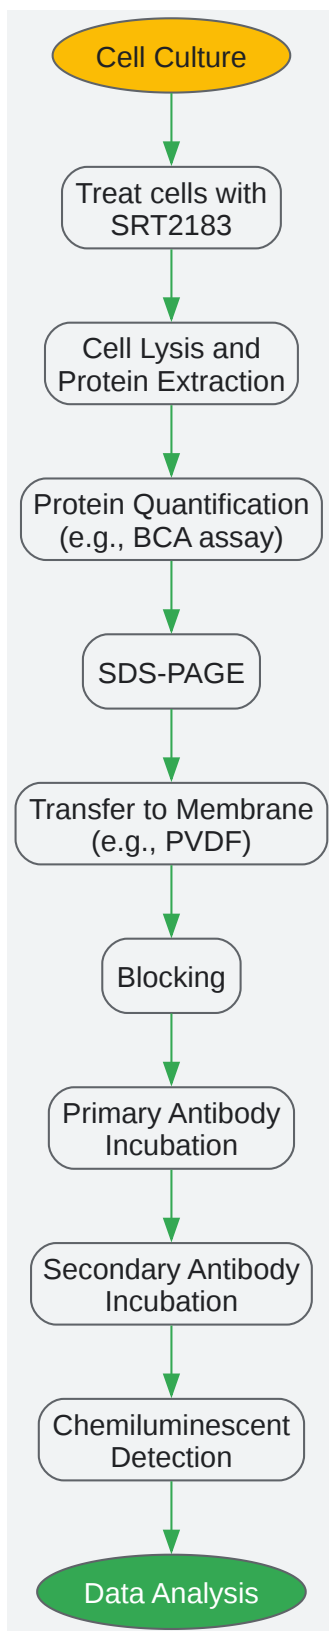 Cell Culture
Treat cells with
SRT2183
Cell Lysis and
Protein Extraction
Protein Quantification
(e.g., BCA assay)
SDS-PAGE
Transfer to Membrane
(e.g., PVDF)
Blocking
Primary Antibody
Incubation
Secondary Antibody
Incubation
Chemiluminescent
Detection
Data Analysis